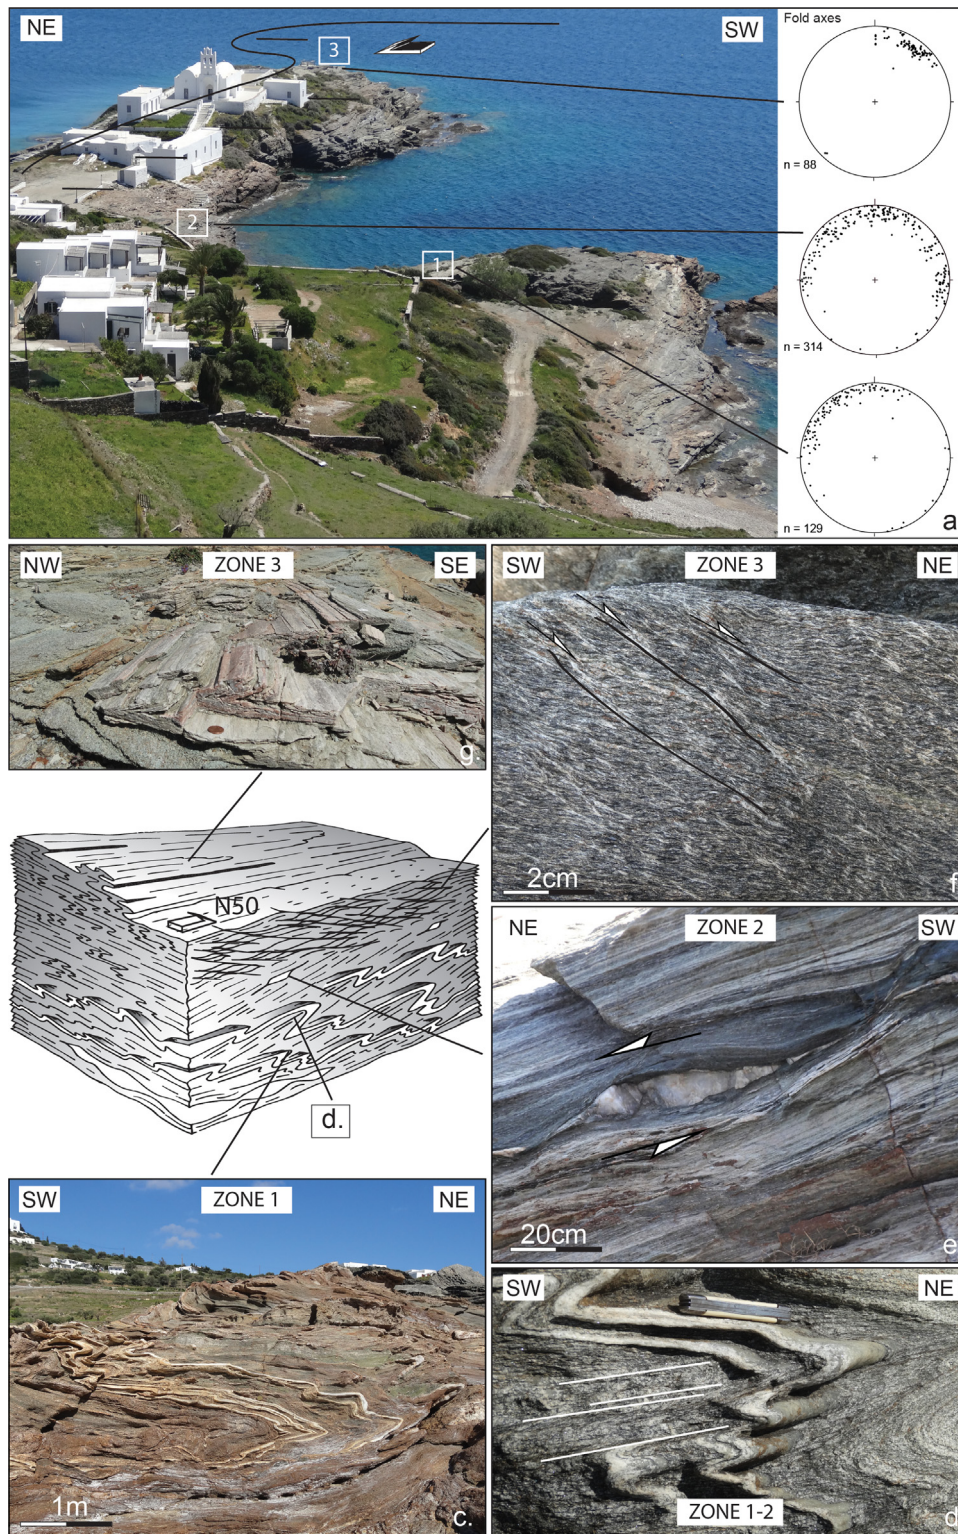 NE
SW
Fold axes
3
n = 88
2
1
n = 314
n = 129
a
NW
ZONE 3
SE
g.
SW
ZONE 3
NE
2cm
f
N50
d.
NE
ZONE 2
SW
20cm
e
SW
ZONE 1
NE
1m
c.
SW
NE
ZONE 1-2
d